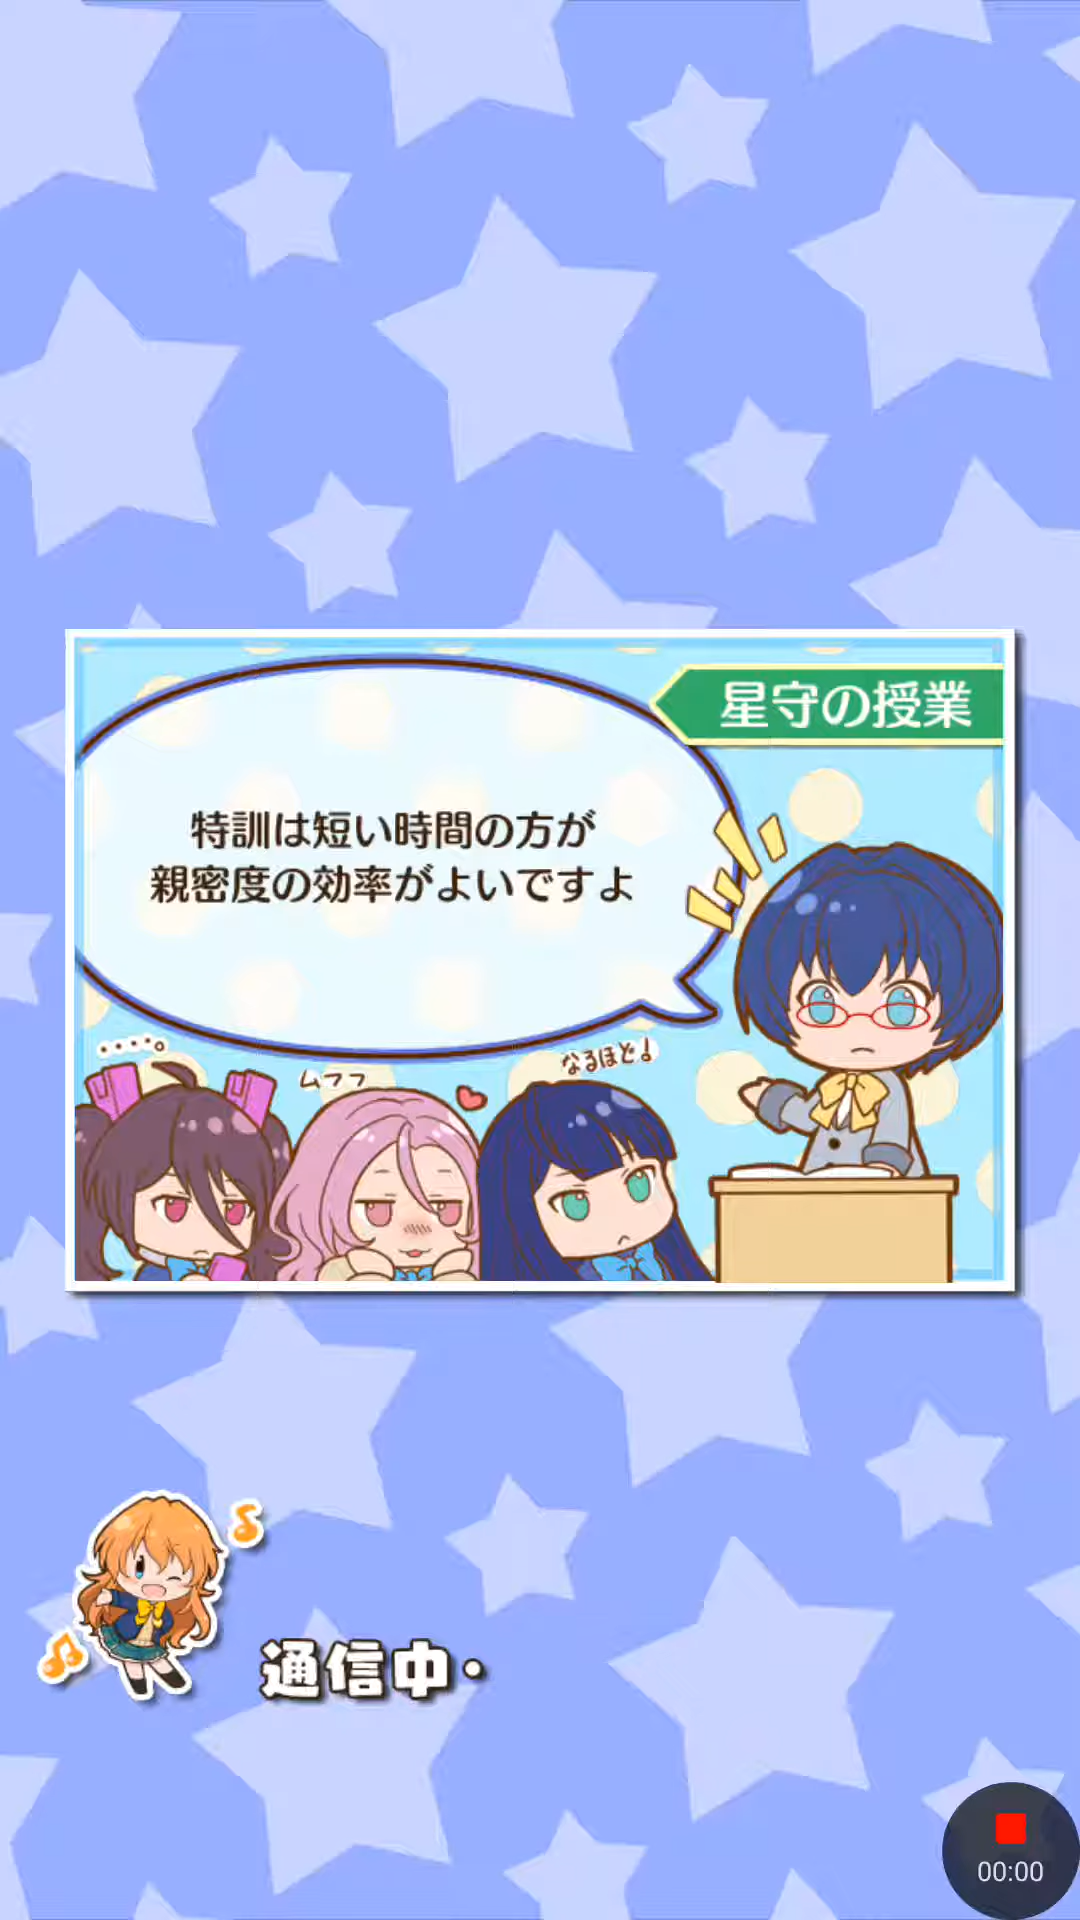 星守の授業
特訓は短い時間の方が
親密度の効率がよいですよ
····。
ムフフ
なるほど!
通信中·
00:00